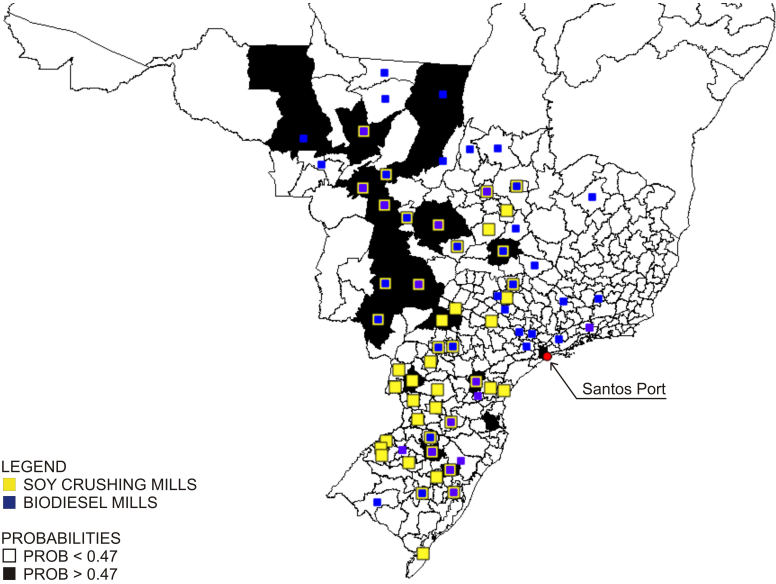 Santos Port
LEGEND
SOY CRUSHING MILLS
BIODIESEL MILLS
PROBABILITIES
PROB < 0.47
PROB > 0.47